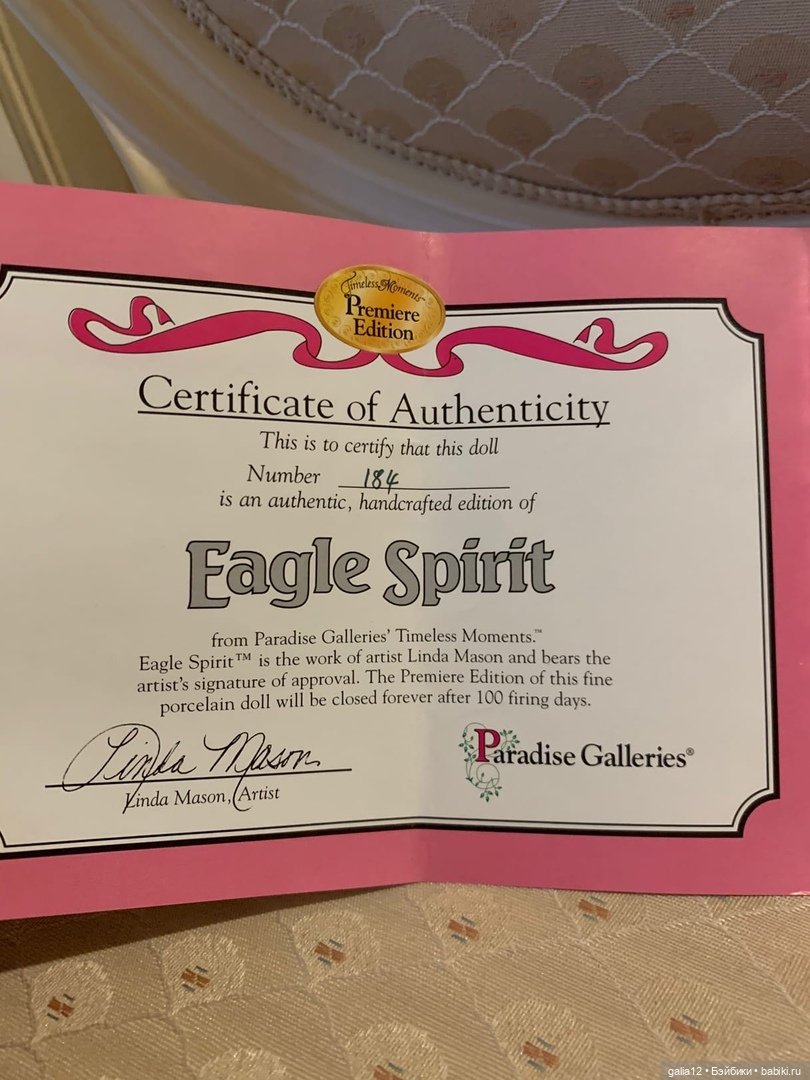 Timeless Moments™
Premiere
Edition
Certificate of Authenticity
This is to certify that this doll
Number 184
is an authentic, handcrafted edition of
Eagle Spirit
from Paradise Galleries' Timeless Moments.™
Eagle Spirit™ is the work of artist Linda Mason and bears the
artist's signature of approval. The Premiere Edition of this fine
porcelain doll will be closed forever after 100 firing days.
Linda Mason
Linda Mason, Artist
Paradise Galleries®
galia12 • Бэйбики • babiki.ru